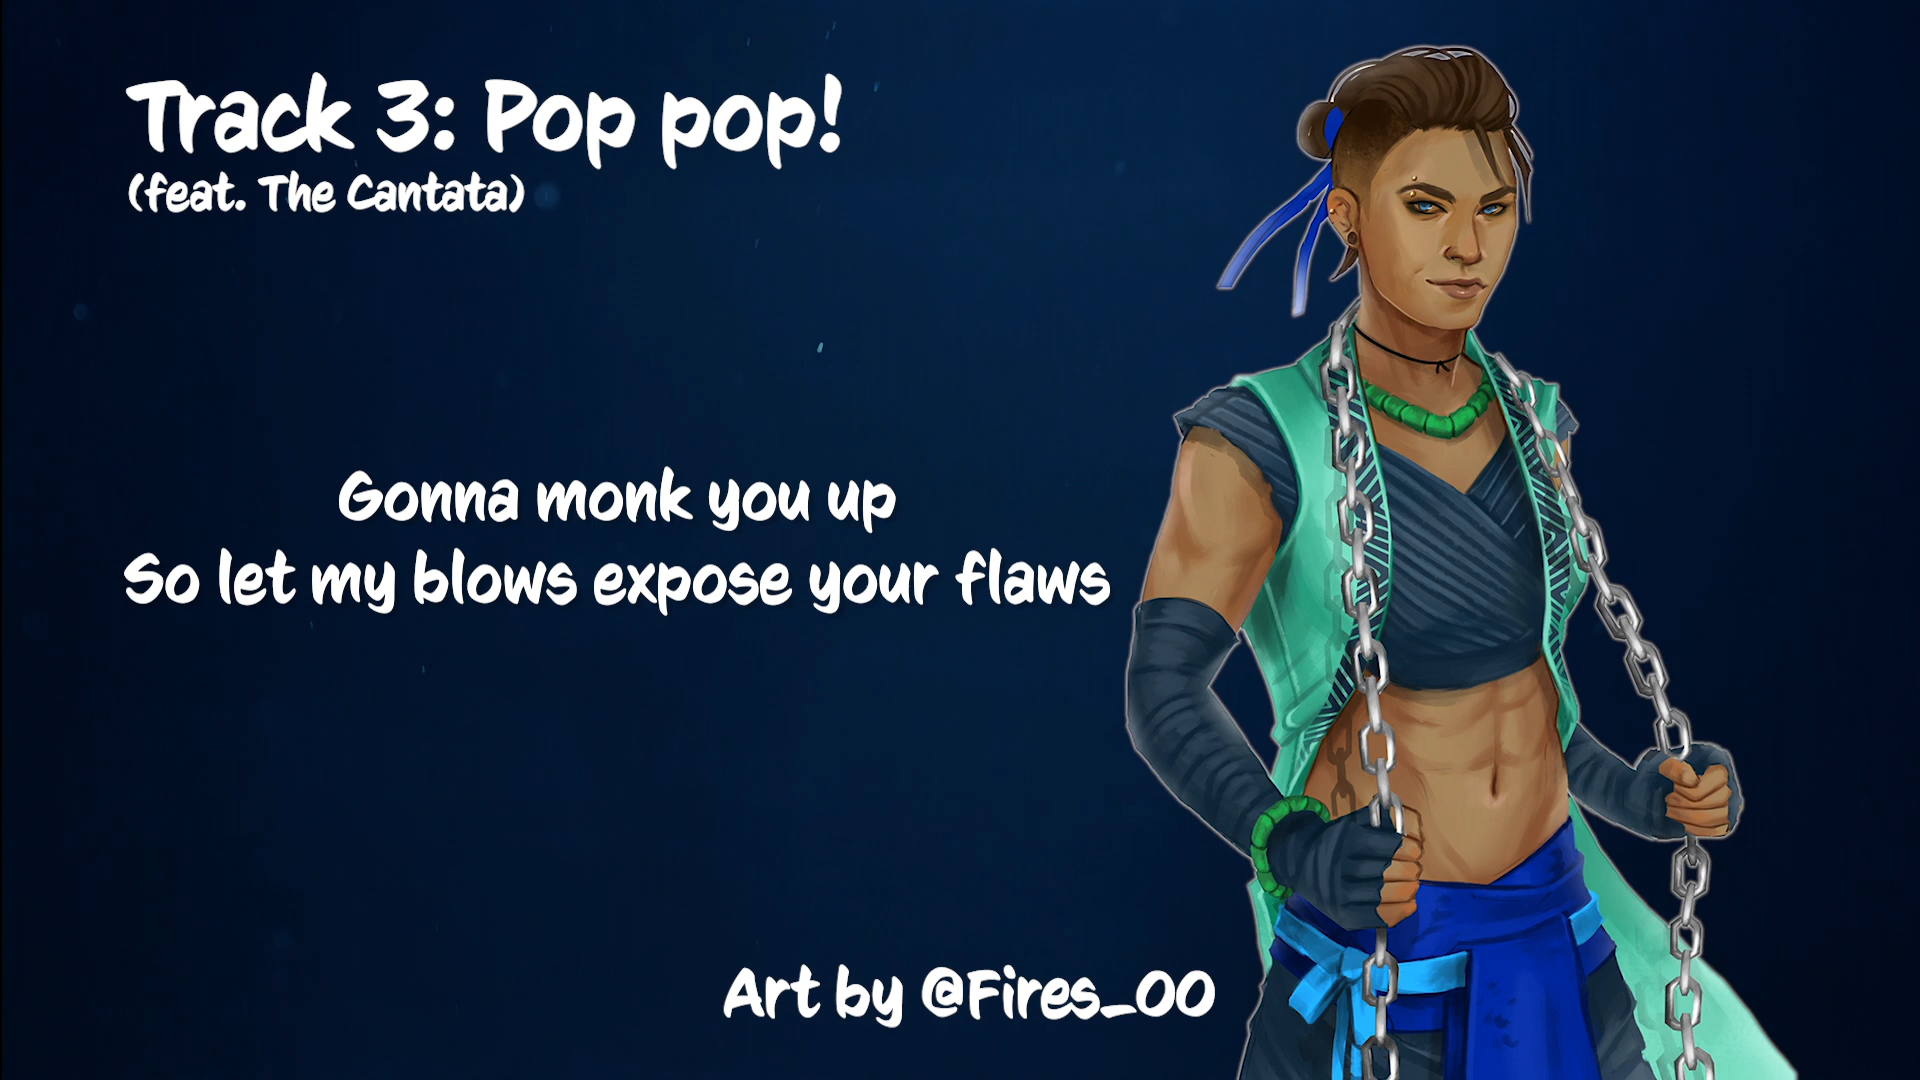 Track 3: Pop pop!
(feat. The Cantata)
Gonna monk you up
So let my blows expose your flaws
Art by @Fires_OO